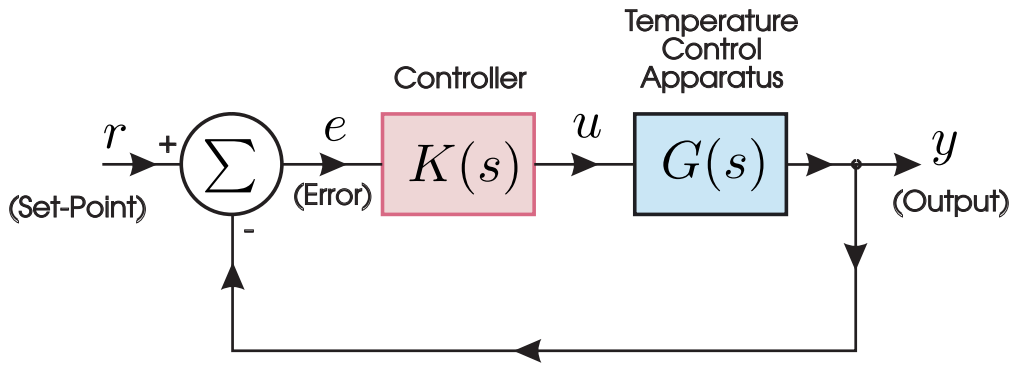 Temperature
Control
Apparatus
Controller
r
+
Σ
e
K(s)
u
G(s)
y
(Set-Point)
(Error)
(Output)
-